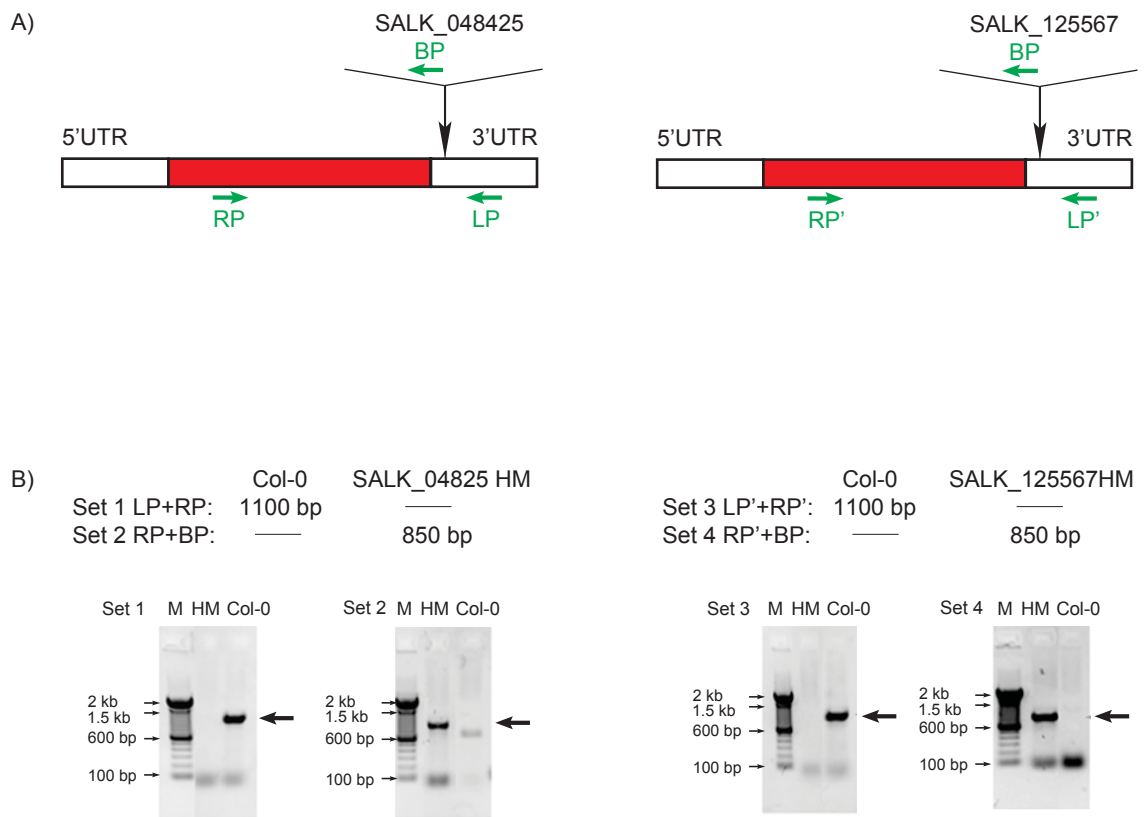 A)
SALK_048425
BP
5'UTR 3'UTR
RP LP
SALK_125567
BP
5'UTR 3'UTR
RP' LP'
B)
Col-0 SALK_04825 HM
Set 1 LP+RP: 1100 bp ——
Set 2 RP+BP: —— 850 bp
Col-0 SALK_125567HM
Set 3 LP'+RP': 1100 bp ——
Set 4 RP'+BP: —— 850 bp
Set 1 M HM Col-0
2 kb
1.5 kb
600 bp
100 bp
Set 2 M HM Col-0
2 kb
1.5 kb
600 bp
100 bp
Set 3 M HM Col-0
2 kb
1.5 kb
600 bp
100 bp
Set 4 M HM Col-0
2 kb
1.5 kb
600 bp
100 bp